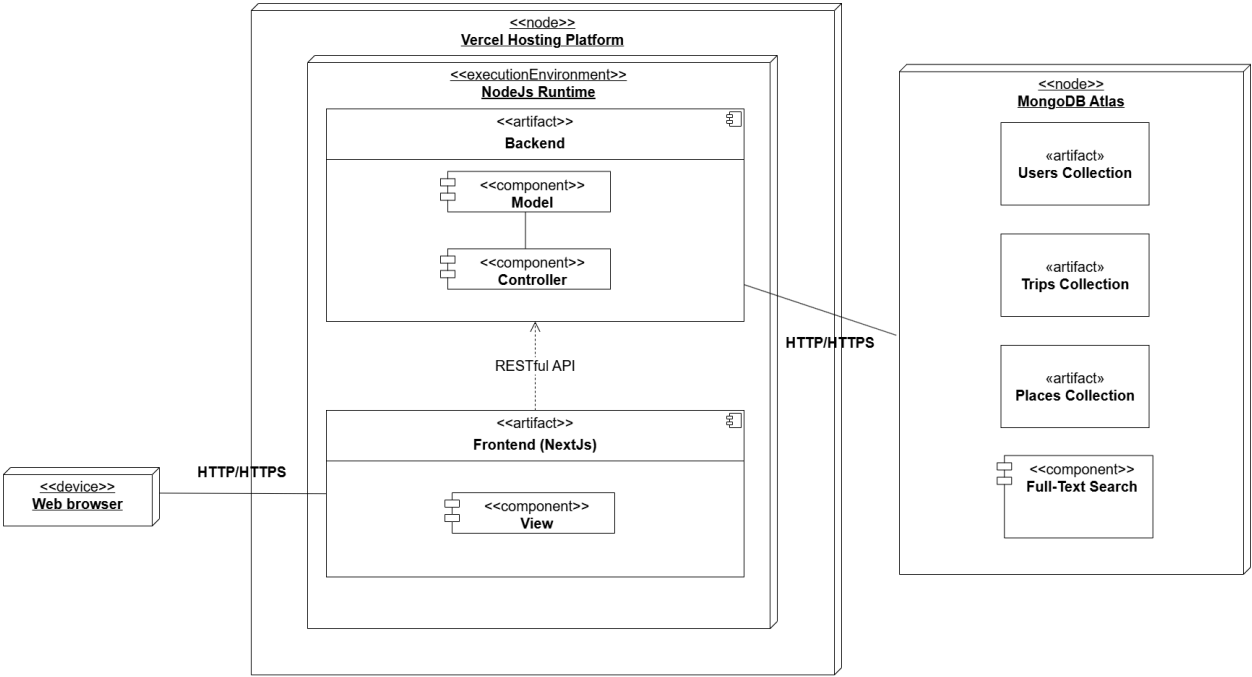 <<node>>
Vercel Hosting Platform
<<executionEnvironment>>
NodeJs Runtime
<<artifact>>
Backend
<<component>>
Model
<<component>>
Controller
RESTful API
<<artifact>>
Frontend (NextJs)
<<component>>
View
HTTP/HTTPS
<<device>>
Web browser
HTTP/HTTPS
<<node>>
MongoDB Atlas
«artifact»
Users Collection
«artifact»
Trips Collection
«artifact»
Places Collection
<<component>>
Full-Text Search